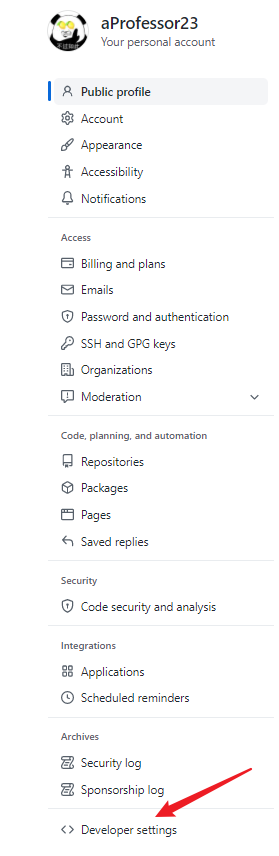 aProfessor23
Your personal account
Public profile
Account
Appearance
Accessibility
Notifications
Access
Billing and plans
Emails
Password and authentication
SSH and GPG keys
Organizations
Moderation
Code, planning, and automation
Repositories
Packages
Pages
Saved replies
Security
Code security and analysis
Integrations
Applications
Scheduled reminders
Archives
Security log
Sponsorship log
Developer settings